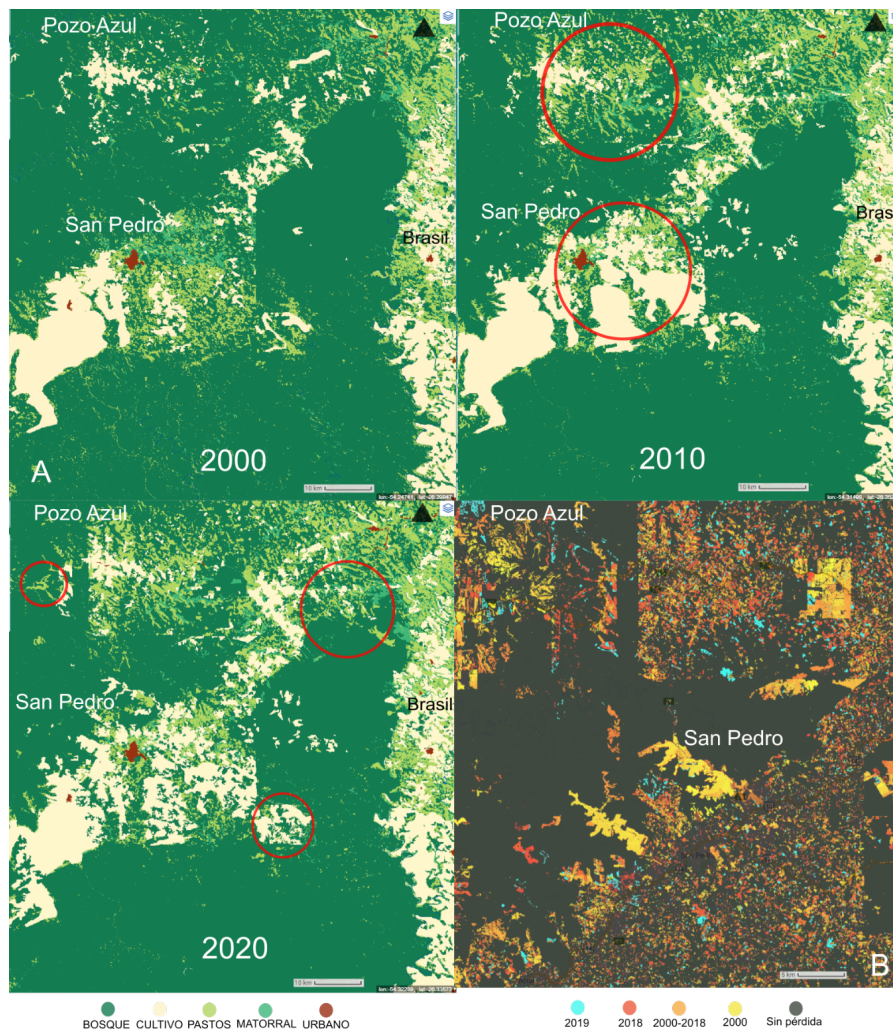 Pozo Azul
San Pedro
Brasil
A
2000
10 km
Pozo Azul
San Pedro
Bras
2010
10 km
Pozo Azul
San Pedro
Brasil
2020
10 km
Pozo Azul
San Pedro
B
5 km
BOSQUE CULTIVO PASTOS MATORRAL URBANO
2019 2018 2000-2018 2000 Sin pérdida